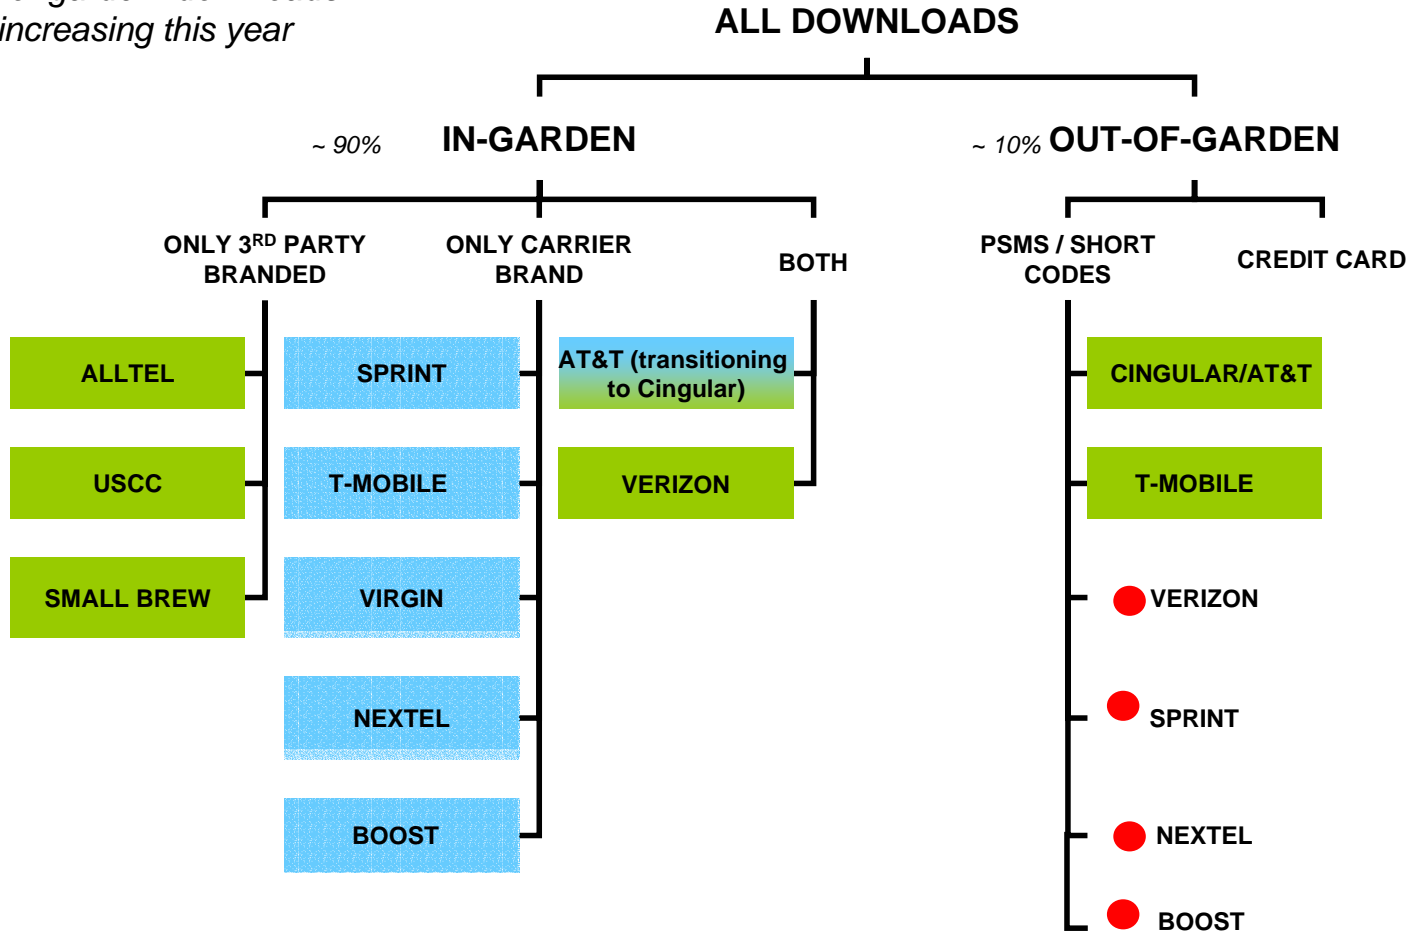 increasing this year
ALL DOWNLOADS
~ 90% IN-GARDEN
~ 10% OUT-OF-GARDEN
ONLY 3RD PARTY
BRANDED
ONLY CARRIER
BRAND
BOTH
PSMS / SHORT
CODES
CREDIT CARD
ALLTEL
USCC
SMALL BREW
SPRINT
T-MOBILE
VIRGIN
NEXTEL
BOOST
AT&T (transitioning
to Cingular)
VERIZON
CINGULAR/AT&T
T-MOBILE
VERIZON
SPRINT
NEXTEL
BOOST